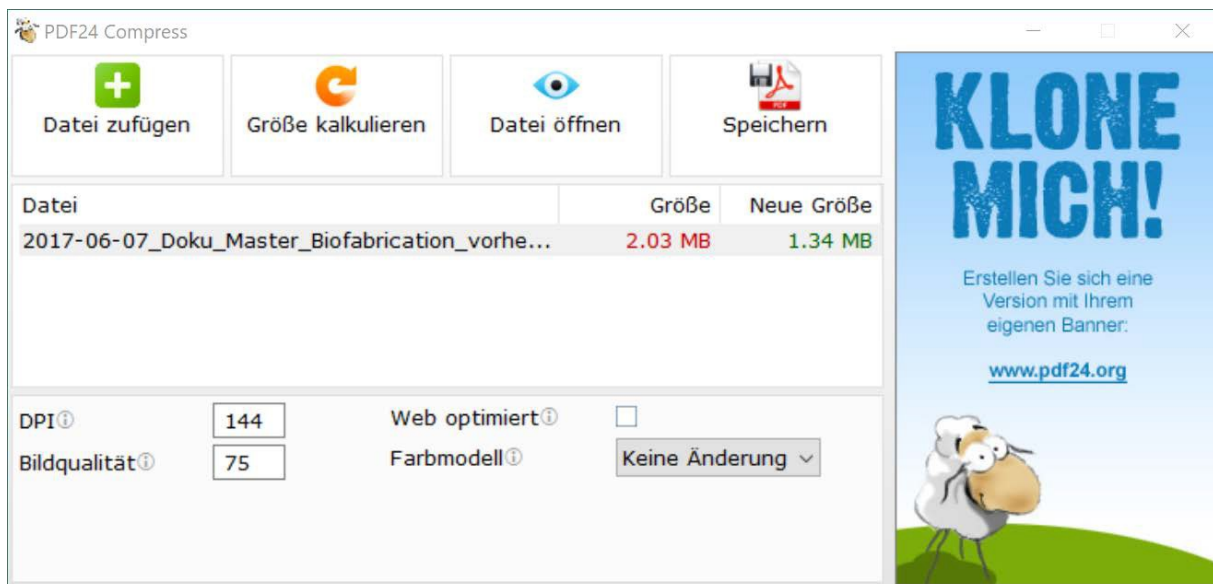 PDF24 Compress
Datei zufügen
Größe kalkulieren
Datei öffnen
PDF
Speichern
Datei Größe Neue Größe
2017-06-07_Doku_Master_Biofabrication_vorhe... 2.03 MB 1.34 MB
DPI 144 Web optimiert
Bildqualität 75 Farbmodell Keine Änderung
KLONE
MICH!
Erstellen Sie sich eine
Version mit Ihrem
eigenen Banner:
www.pdf24.org